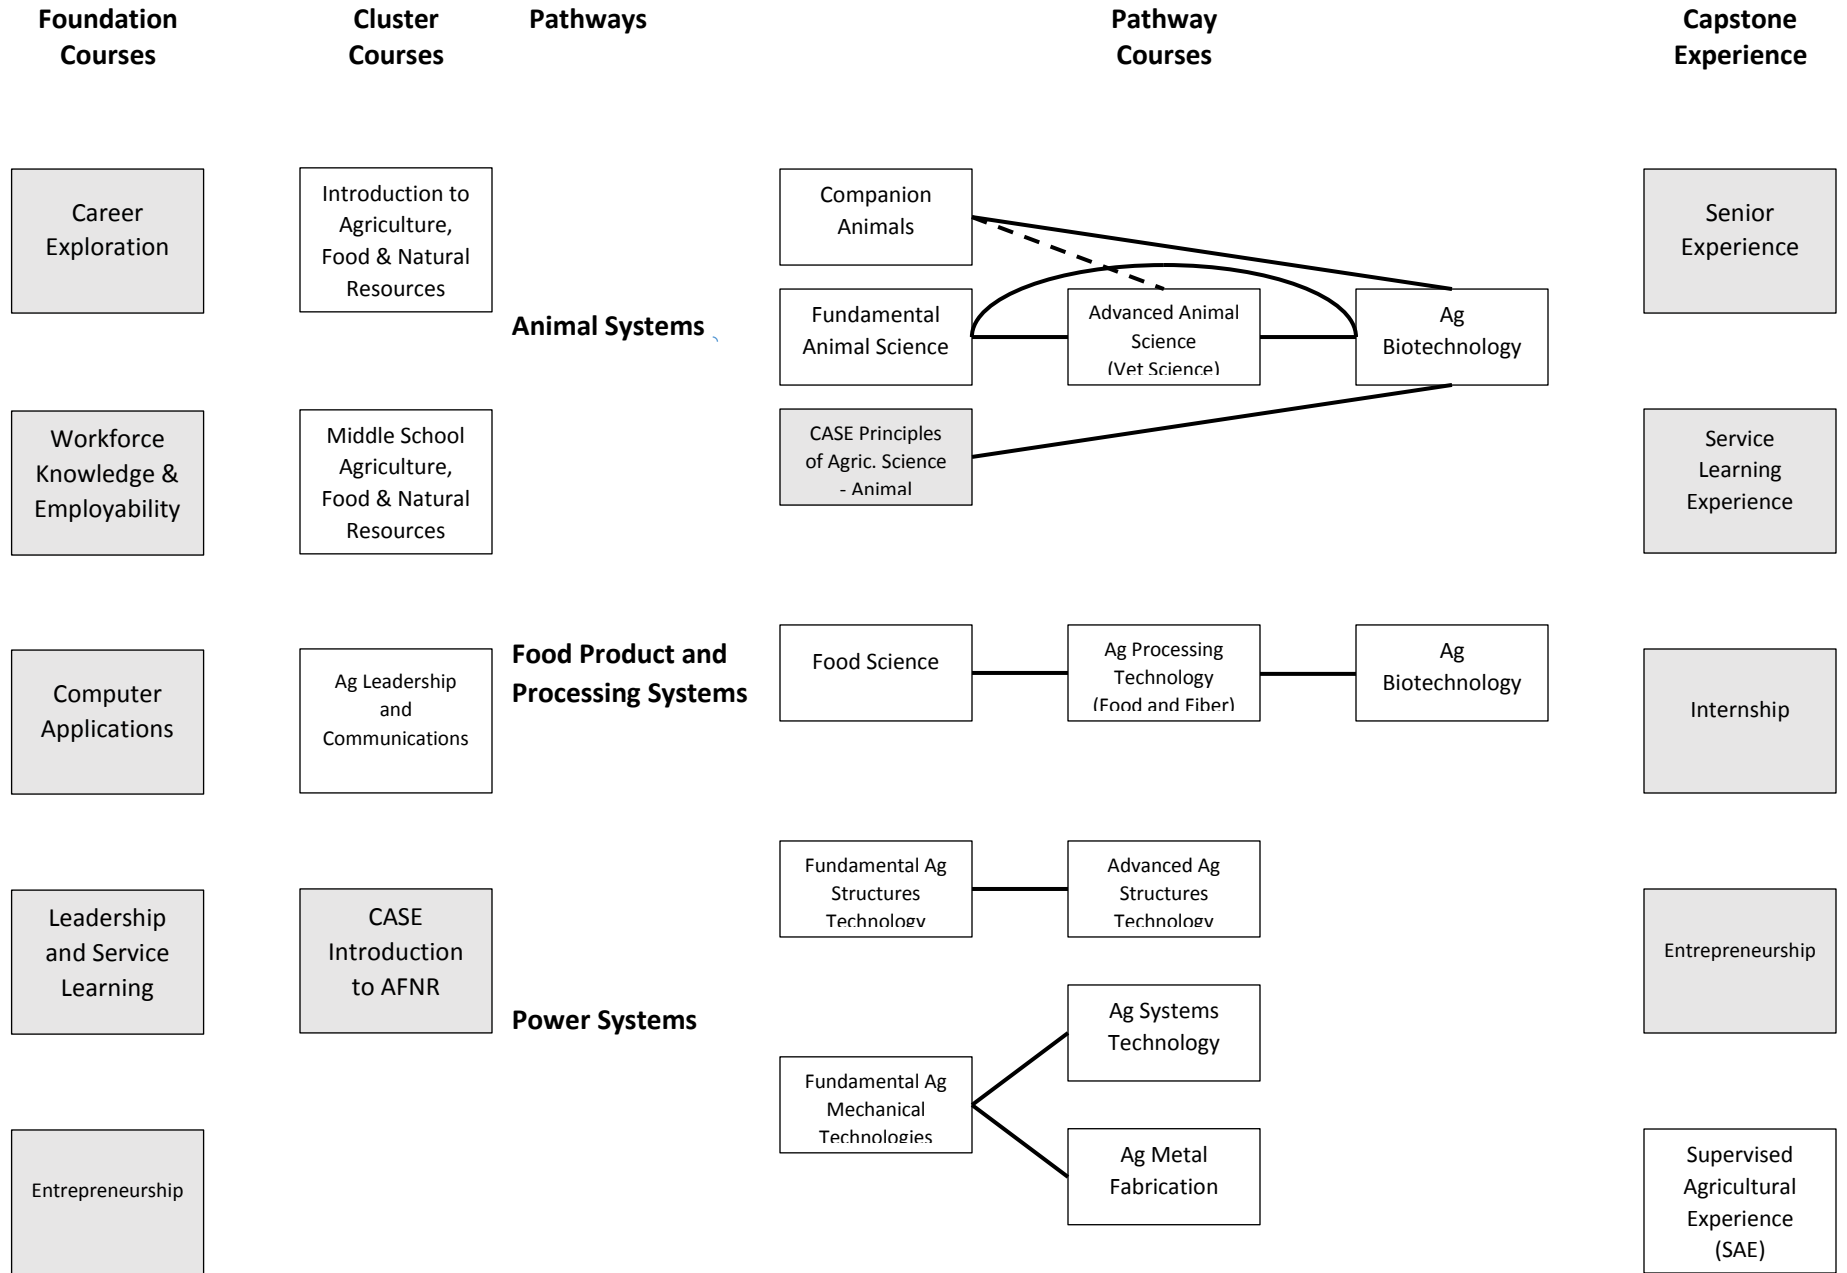 Foundation
Courses
Cluster
Courses
Pathways
Pathway
Courses
Capstone
Experience
Career
Exploration
Workforce
Knowledge &
Employability
Computer
Applications
Leadership
and Service
Learning
Entrepreneurship
Introduction to
Agriculture,
Food & Natural
Resources
Middle School
Agriculture,
Food & Natural
Resources
Ag Leadership
and
Communications
CASE
Introduction
to AFNR
Animal Systems
Companion
Animals
Fundamental
Animal Science
Advanced Animal
Science
(Vet Science)
Ag
Biotechnology
CASE Principles
of Agric. Science
- Animal
Food Product and
Processing Systems
Food Science
Ag Processing
Technology
(Food and Fiber)
Ag
Biotechnology
Power Systems
Fundamental Ag
Structures
Technology
Advanced Ag
Structures
Technology
Fundamental Ag
Mechanical
Technologies
Ag Systems
Technology
Ag Metal
Fabrication
Senior
Experience
Service
Learning
Experience
Internship
Entrepreneurship
Supervised
Agricultural
Experience
(SAE)